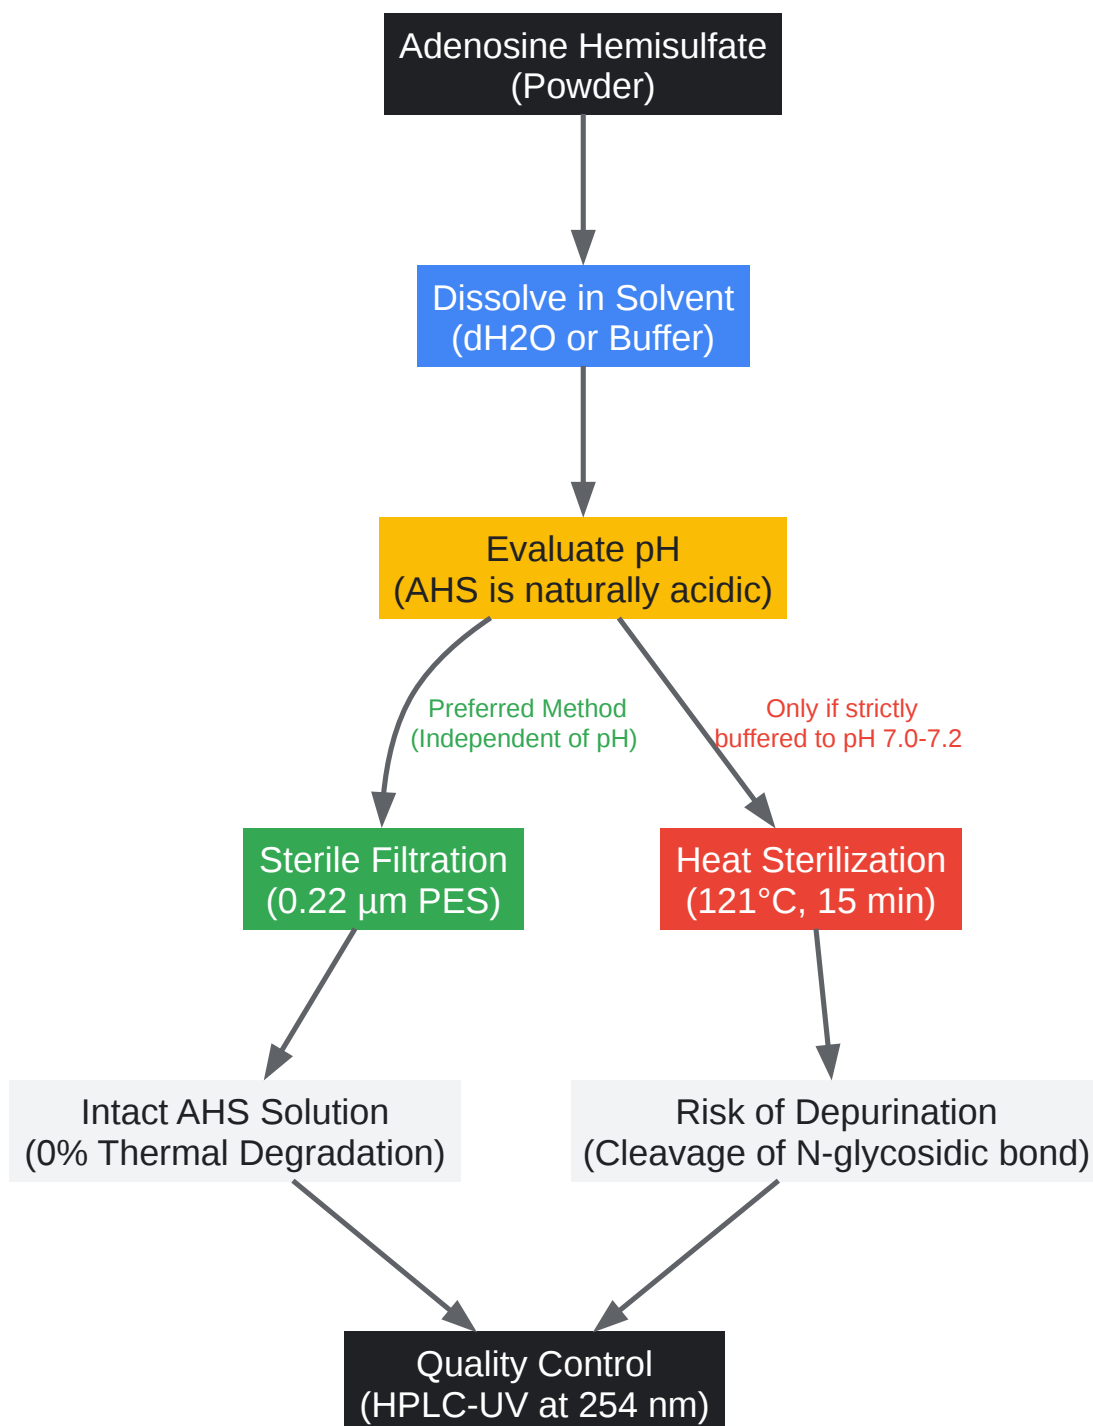 Adenosine Hemisulfate
(Powder)
Dissolve in Solvent
(dH2O or Buffer)
Evaluate pH
(AHS is naturally acidic)
Preferred Method
(Independent of pH)
Only if strictly
buffered to pH 7.0-7.2
Sterile Filtration
(0.22 µm PES)
Heat Sterilization
(121°C, 15 min)
Intact AHS Solution
(0% Thermal Degradation)
Risk of Depurination
(Cleavage of N-glycosidic bond)
Quality Control
(HPLC-UV at 254 nm)